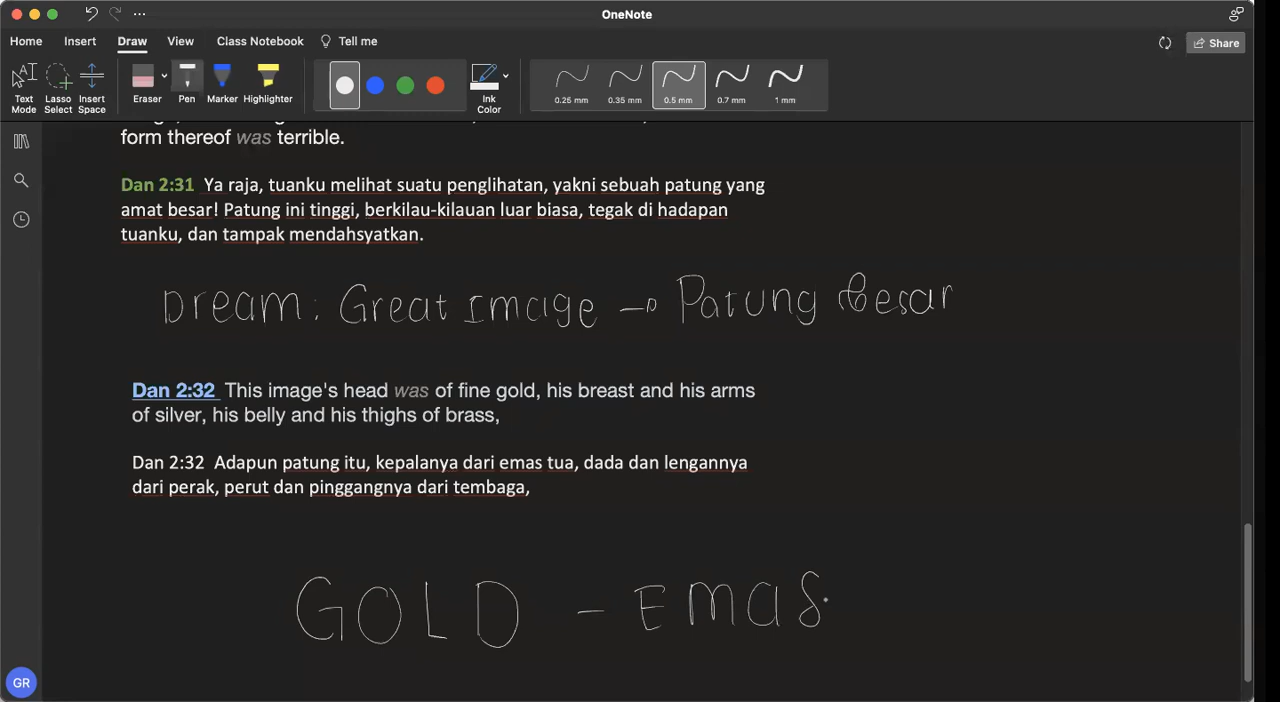 OneNote
Home Insert Draw View Class Notebook Tell me
Share
Text Mode
Lasso Select
Insert Space
Eraser
Pen
Marker
Highlighter
Ink Color
0.25 mm
0.35 mm
0.5 mm
0.7 mm
1 mm
form thereof was terrible.
Dan 2:31 Ya raja, tuanku melihat suatu penglihatan, yakni sebuah patung yang
amat besar! Patung ini tinggi, berkilau-kilauan luar biasa, tegak di hadapan
tuanku, dan tampak mendahsyatkan.
Dream: Great Image → Patung Besar
Dan 2:32 This image's head was of fine gold, his breast and his arms
of silver, his belly and his thighs of brass,
Dan 2:32 Adapun patung itu, kepalanya dari emas tua, dada dan lengannya
dari perak, perut dan pinggangnya dari tembaga,
GOLD - EMAS
GR